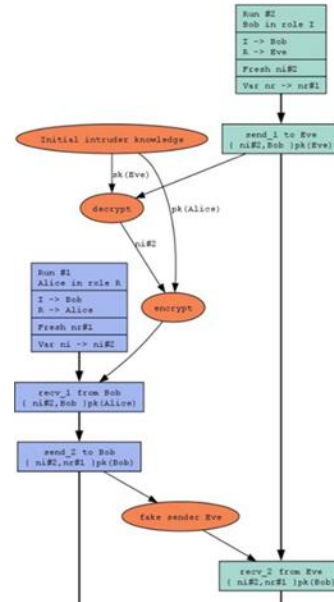 Run #2
Bob in role I
I -> Bob
R -> Eve
Fresh ni#2
Var nr -> nr#1
Initial intruder knowledge
send_1 to Eve
{ ni#2,Bob }pk(Eve)
pk(Eve)
decrypt
pk(Alice)
ni#2
Run #1
Alice in role R
I -> Bob
R -> Alice
Fresh nr#1
Var ni -> ni#2
encrypt
recv_1 from Bob
{ ni#2,Bob }pk(Alice)
send_2 to Bob
{ ni#2,nr#1 }pk(Bob)
fake sender Eve
recv_2 from Eve
{ ni#2,nr#1 }pk(Bob)